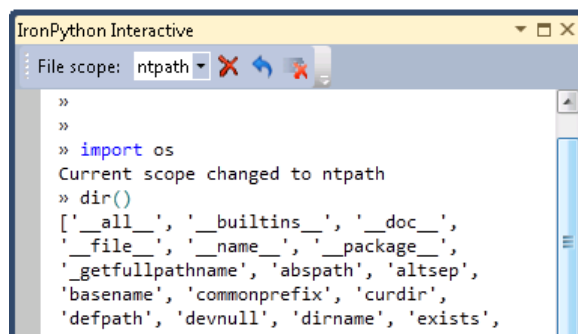 IronPython Interactive
File scope: ntpath
»
»
» import os
Current scope changed to ntpath
» dir()
['__all__', '__builtins__', '__doc__',
'__file__', '__name__', '__package__',
'_getfullpathname', 'abspath', 'altsep',
'basename', 'commonprefix', 'curdir',
'defpath', 'devnull', 'dirname', 'exists',